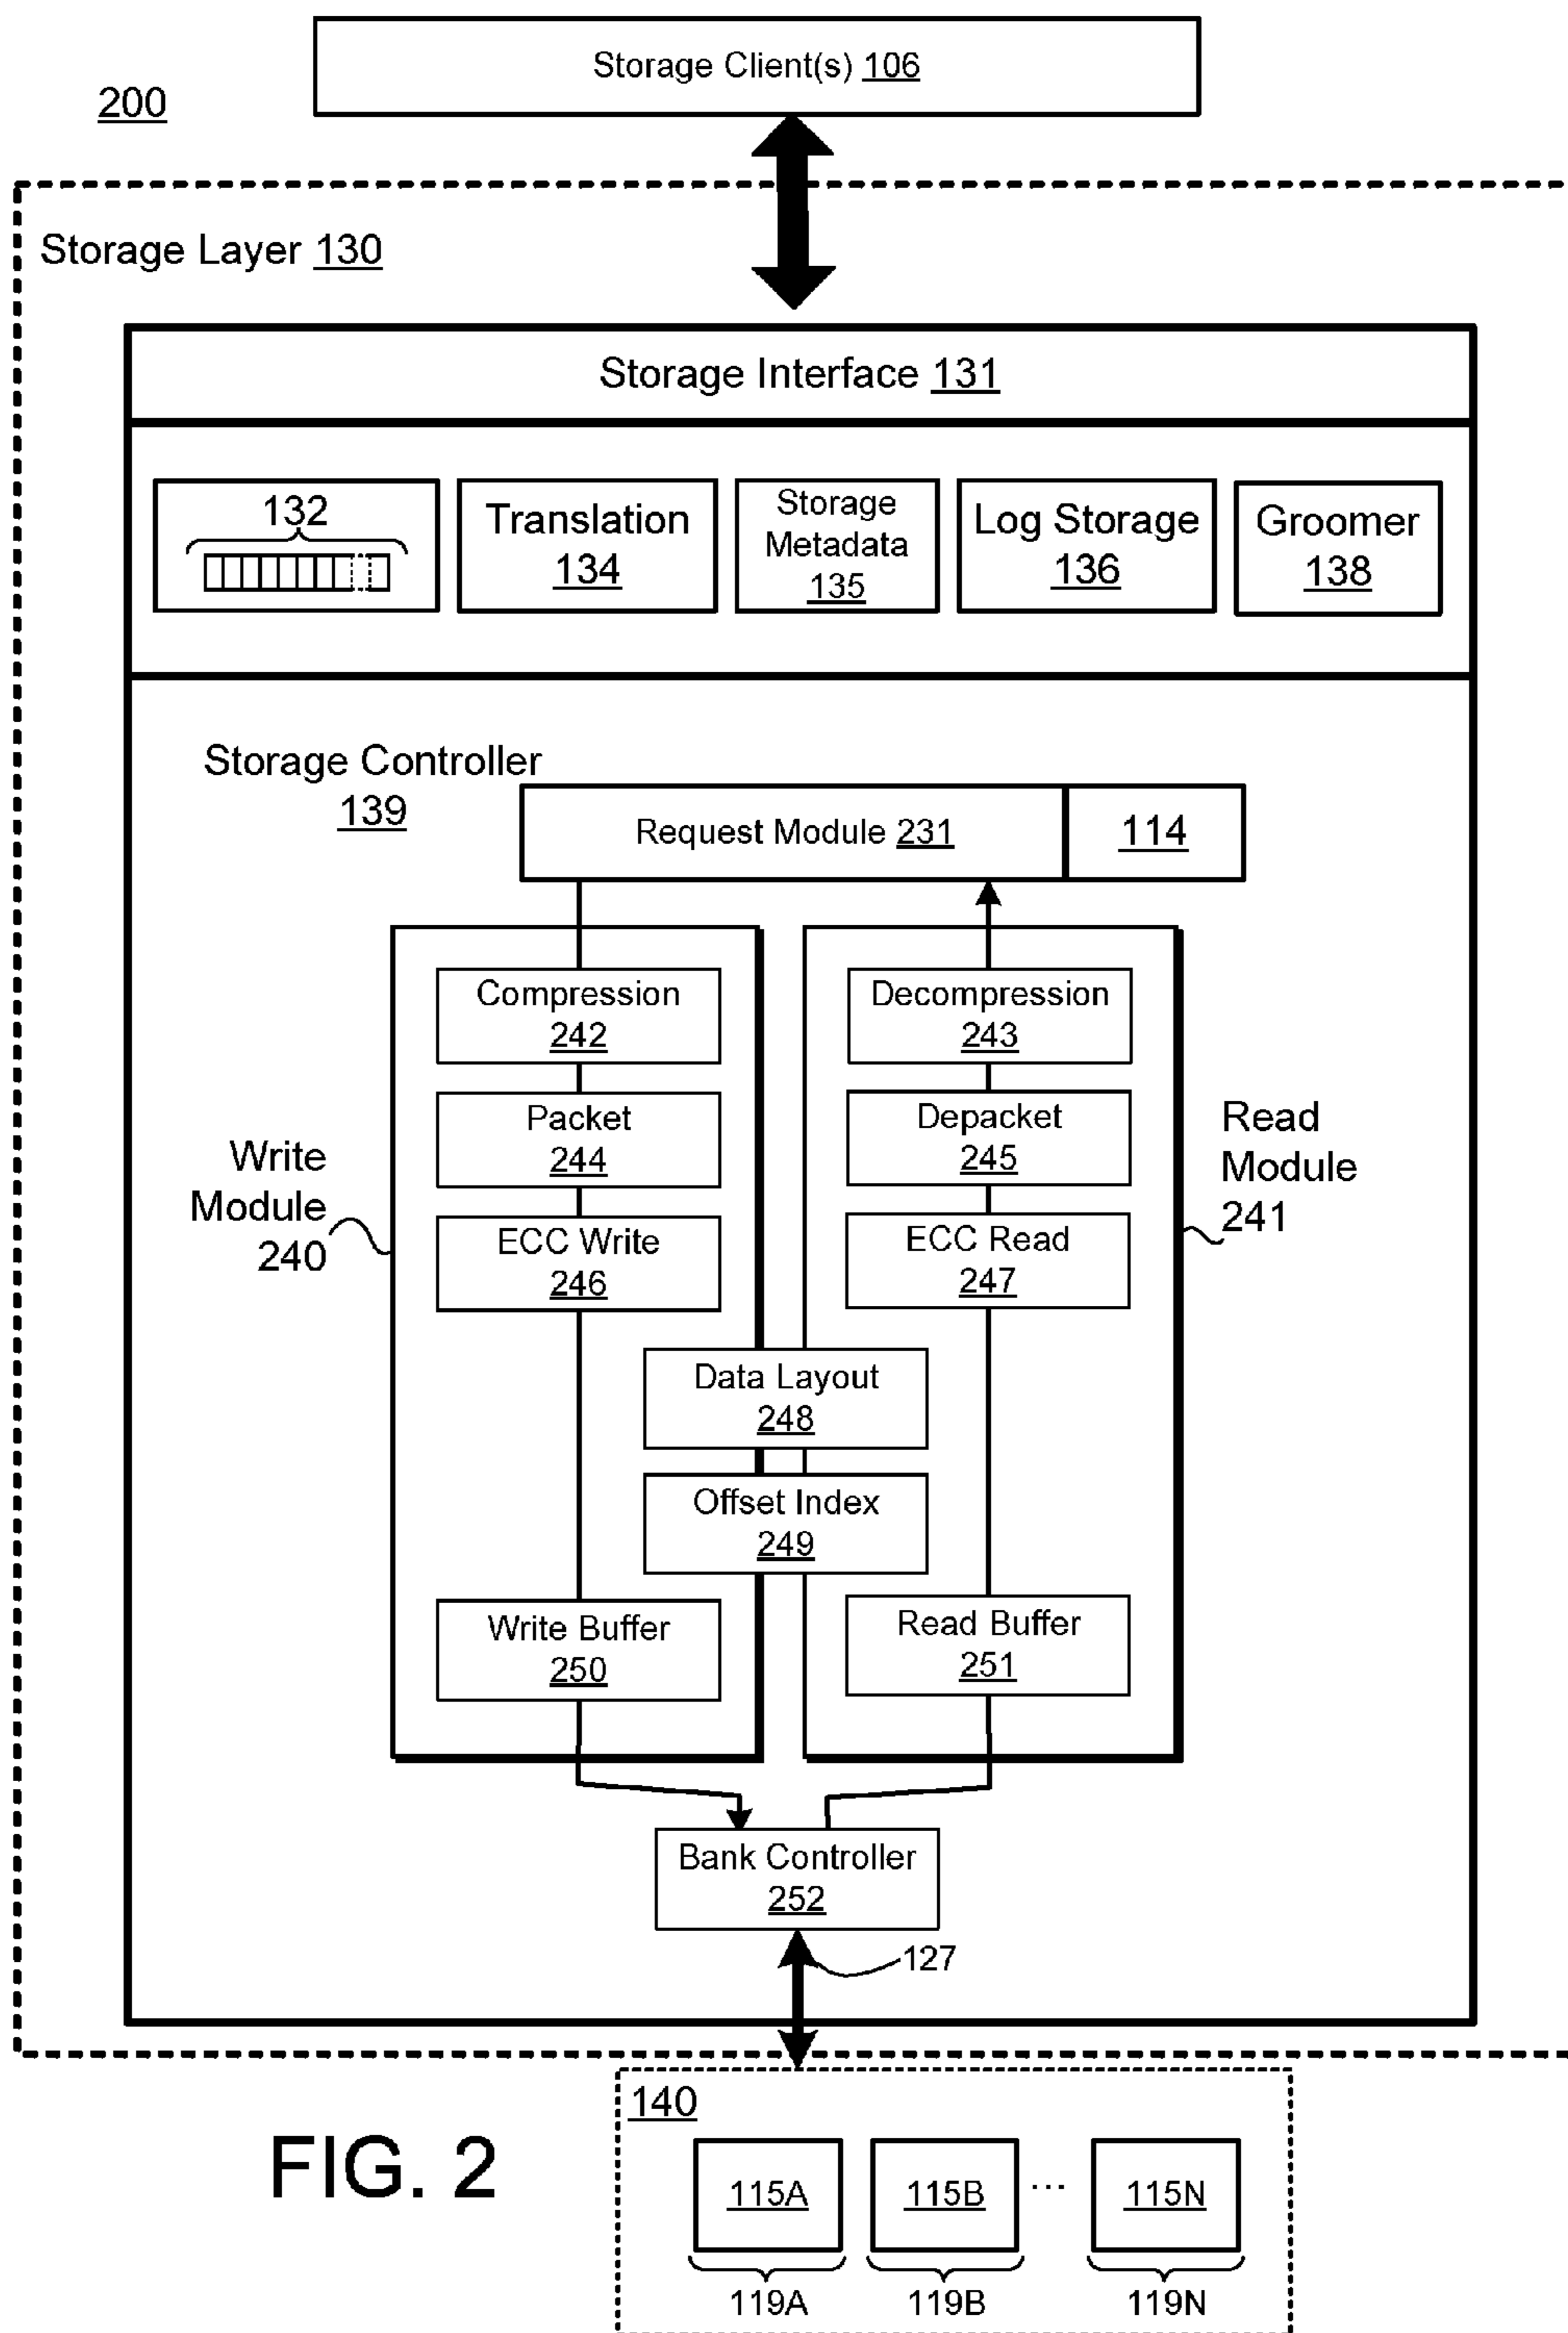 Storage Client(s) 106
200
Storage Layer 130
Storage Interface 131
132
Translation
134
Storage
Metadata
135
Log Storage
136
Groomer
138
Storage Controller
139
Request Module 231
114
Compression
242
Decompression
243
Packet
244
Depacket
245
Write
Module
240
Read
Module
241
ECC Write
246
ECC Read
247
Data Layout
248
Offset Index
249
Write Buffer
250
Read Buffer
251
Bank Controller
252
127
140
FIG. 2
115A
115B
...
115N
119A
119B
119N